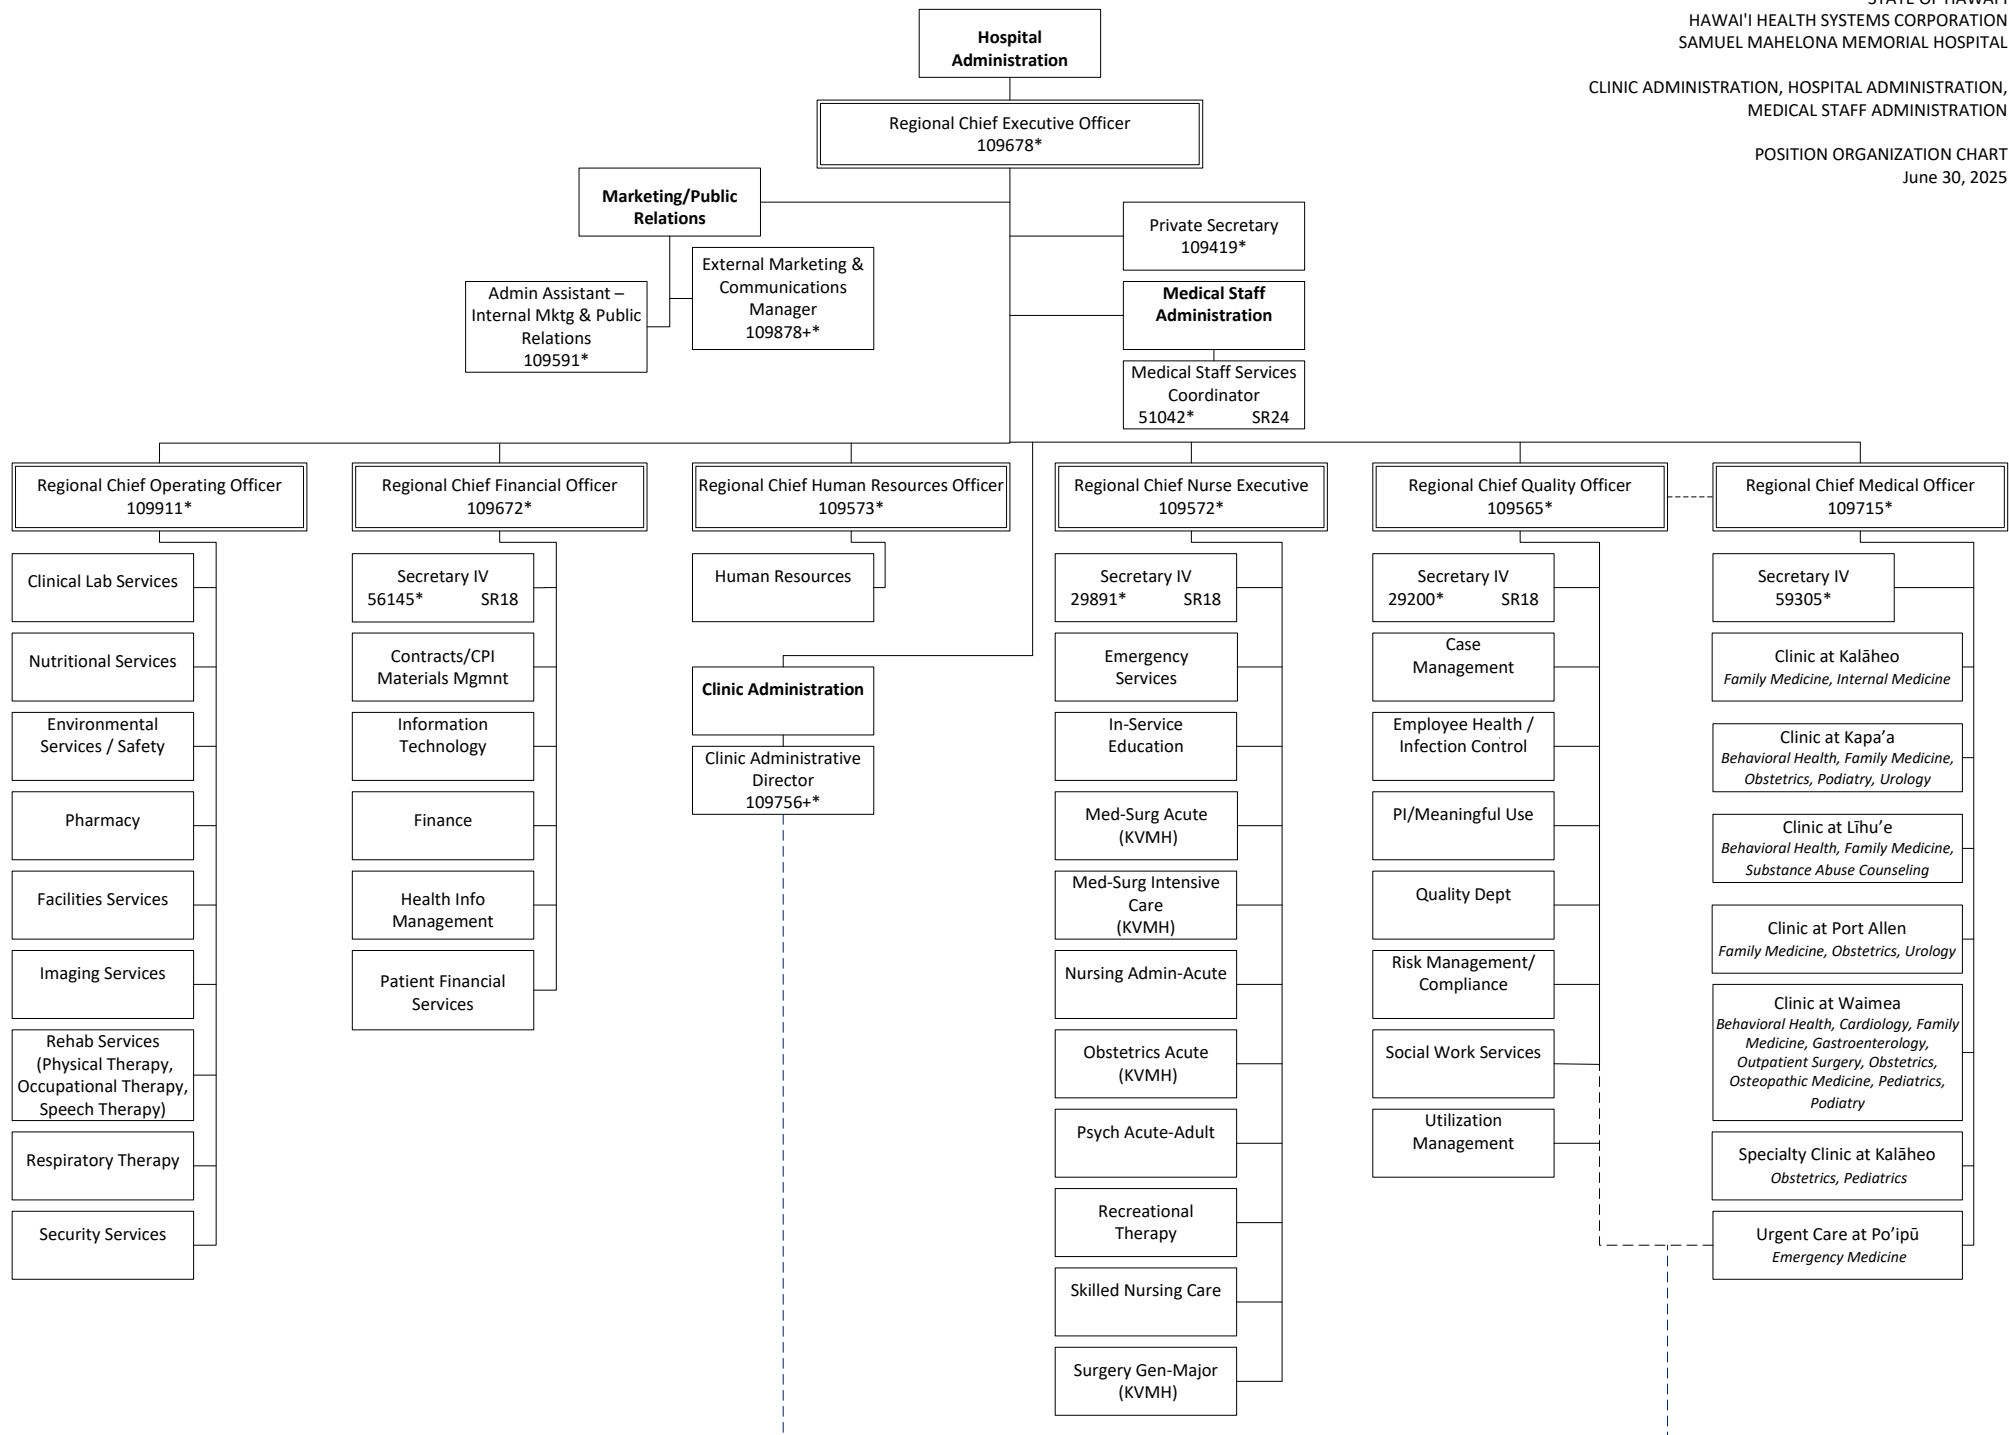 STATE OF HAWAI'I
HAWAI'I HEALTH SYSTEMS CORPORATION
SAMUEL MAHELONA MEMORIAL HOSPITAL
CLINIC ADMINISTRATION, HOSPITAL ADMINISTRATION,
MEDICAL STAFF ADMINISTRATION
POSITION ORGANIZATION CHART
June 30, 2025
Hospital
Administration
Regional Chief Executive Officer
109678*
Marketing/Public
Relations
External Marketing &
Communications
Manager
109878+*
Admin Assistant –
Internal Mktg & Public
Relations
109591*
Private Secretary
109419*
Medical Staff
Administration
Medical Staff Services
Coordinator
51042* SR24
Regional Chief Operating Officer
109911*
Clinical Lab Services
Nutritional Services
Environmental
Services / Safety
Pharmacy
Facilities Services
Imaging Services
Rehab Services
(Physical Therapy,
Occupational Therapy,
Speech Therapy)
Respiratory Therapy
Security Services
Regional Chief Financial Officer
109672*
Secretary IV
56145* SR18
Contracts/CPI
Materials Mgmnt
Information
Technology
Finance
Health Info
Management
Patient Financial
Services
Regional Chief Human Resources Officer
109573*
Human Resources
Clinic Administration
Clinic Administrative
Director
109756+*
Regional Chief Nurse Executive
109572*
Secretary IV
29891* SR18
Emergency
Services
In-Service
Education
Med-Surg Acute
(KVMH)
Med-Surg Intensive
Care
(KVMH)
Nursing Admin-Acute
Obstetrics Acute
(KVMH)
Psych Acute-Adult
Recreational
Therapy
Skilled Nursing Care
Surgery Gen-Major
(KVMH)
Regional Chief Quality Officer
109565*
Secretary IV
29200* SR18
Case
Management
Employee Health /
Infection Control
PI/Meaningful Use
Quality Dept
Risk Management/
Compliance
Social Work Services
Utilization
Management
Regional Chief Medical Officer
109715*
Secretary IV
59305*
Clinic at Kalāheo
Family Medicine, Internal Medicine
Clinic at Kapa’a
Behavioral Health, Family Medicine,
Obstetrics, Podiatry, Urology
Clinic at Līhu’e
Behavioral Health, Family Medicine,
Substance Abuse Counseling
Clinic at Port Allen
Family Medicine, Obstetrics, Urology
Clinic at Waimea
Behavioral Health, Cardiology, Family
Medicine, Gastroenterology,
Outpatient Surgery, Obstetrics,
Osteopathic Medicine, Pediatrics,
Podiatry
Specialty Clinic at Kalāheo
Obstetrics, Pediatrics
Urgent Care at Po’ipū
Emergency Medicine